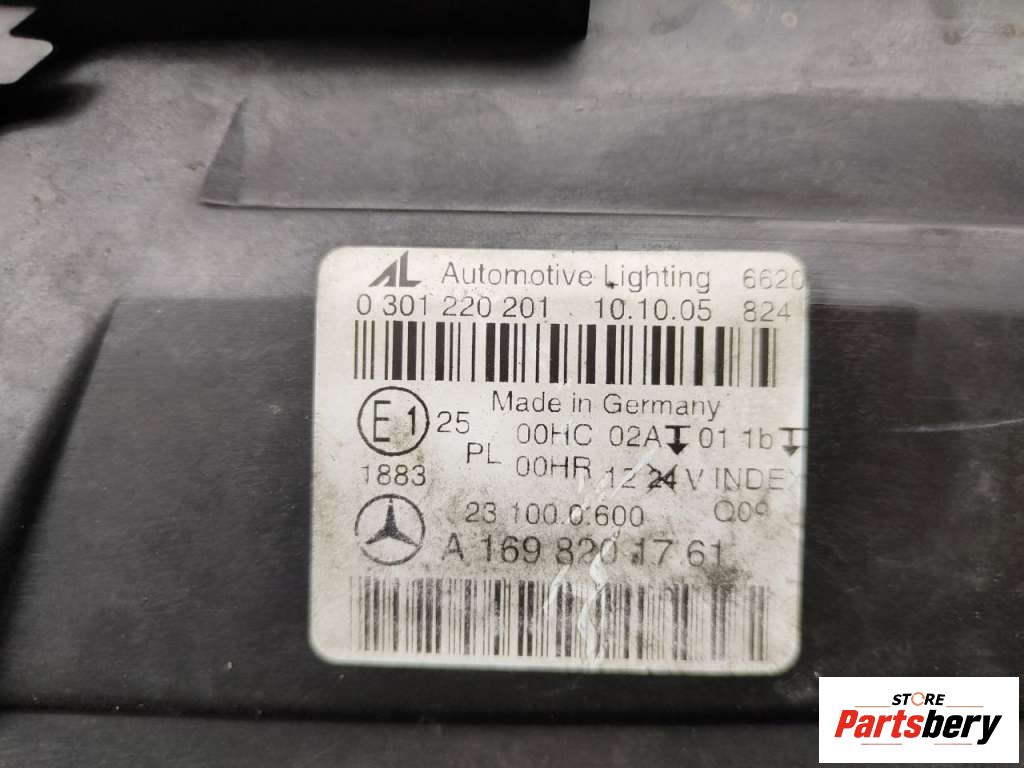 AL Automotive Lighting 6620
0 301 220 201 10.10.05 824
Made in Germany
E1 25 00HC 02A 01 1b
PL 00HR 12 24 V INDEX
1883
23 100 0 600 Q09
A 169 820 17 61
STORE
Partsbery